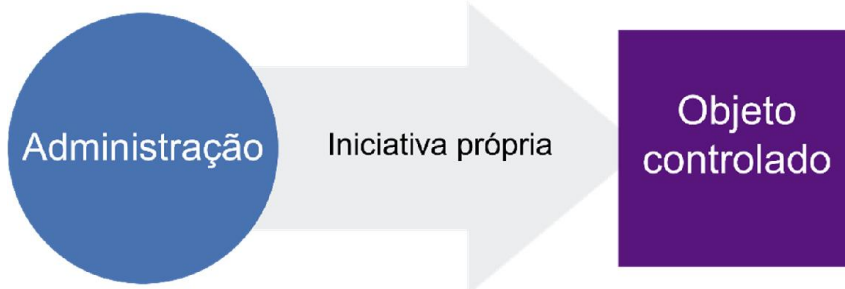 Administração
Iniciativa própria
Objeto
controlado